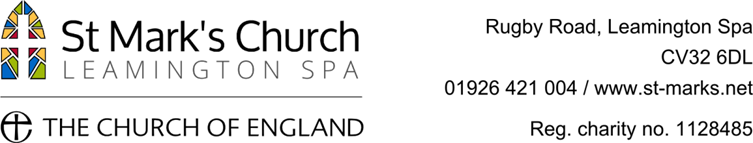 St Mark's Church
LEAMINGTON SPA
THE CHURCH OF ENGLAND
Rugby Road, Leamington Spa
CV32 6DL
01926 421 004 / www.st-marks.net
Reg. charity no. 1128485